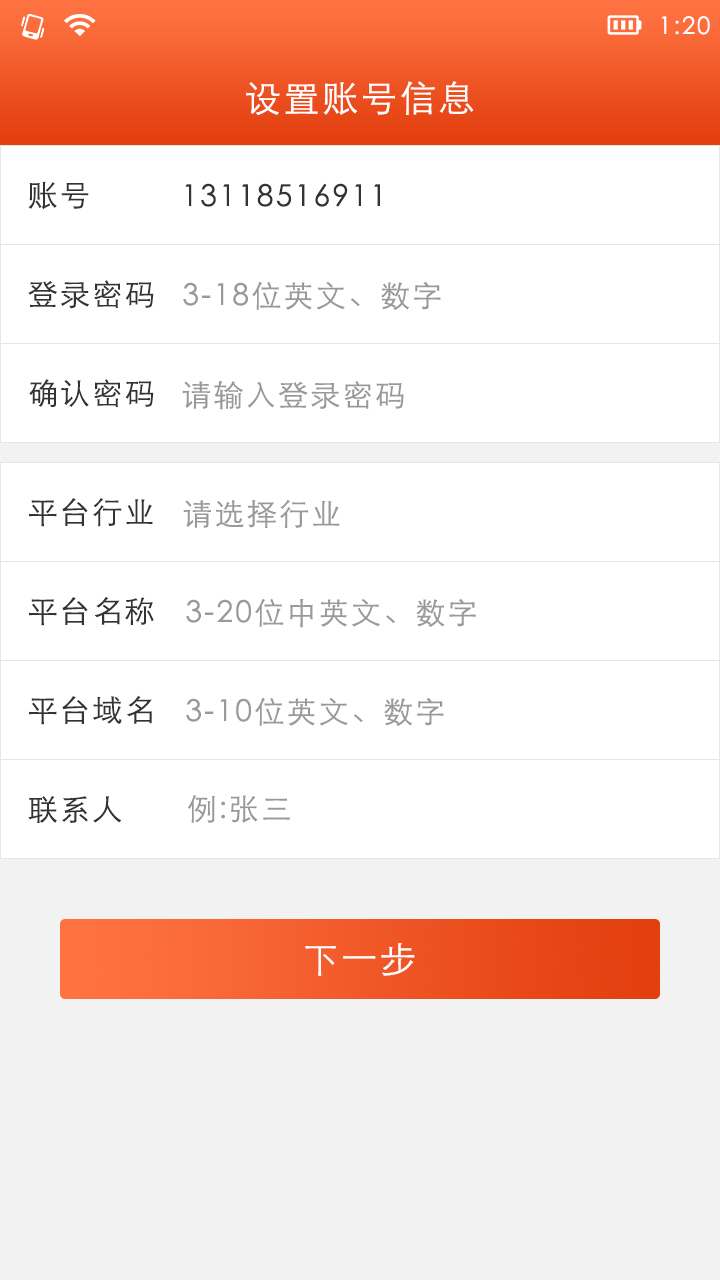 1:20
设置账号信息
账号 13118516911
登录密码 3-18位英文、数字
确认密码 请输入登录密码
平台行业 请选择行业
平台名称 3-20位中英文、数字
平台域名 3-10位英文、数字
联系人 例:张三
下一步